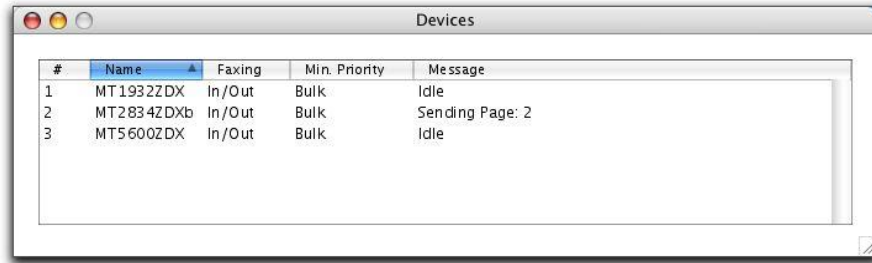 Devices
# Name Faxing Min. Priority Message
1 MT1932ZDX In/Out Bulk Idle
2 MT2834ZDXb In/Out Bulk Sending Page: 2
3 MT5600ZDX In/Out Bulk Idle